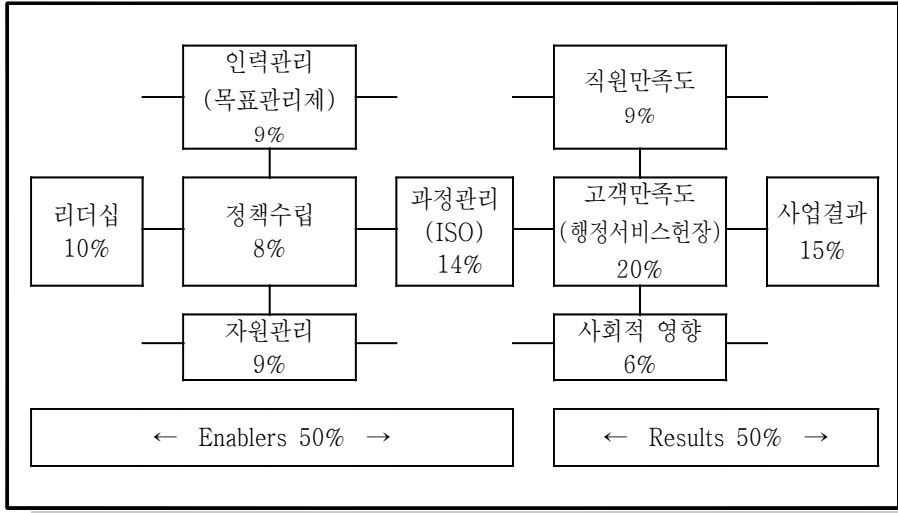 인력관리
(목표관리제)
9%
직원만족도
9%
리더십
10%
정책수립
8%
과정관리
(ISO)
14%
고객만족도
(행정서비스헌장)
20%
사업결과
15%
자원관리
9%
사회적 영향
6%
← Enablers 50% →
← Results 50% →